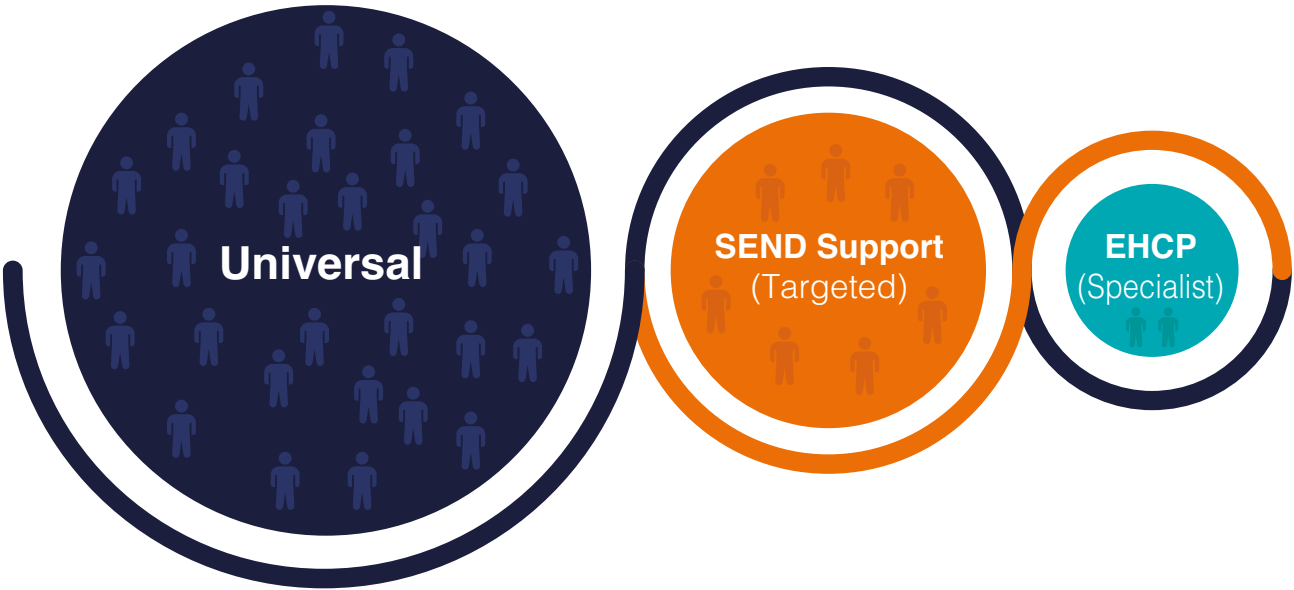 Universal
SEND Support
(Targeted)
EHCP
(Specialist)